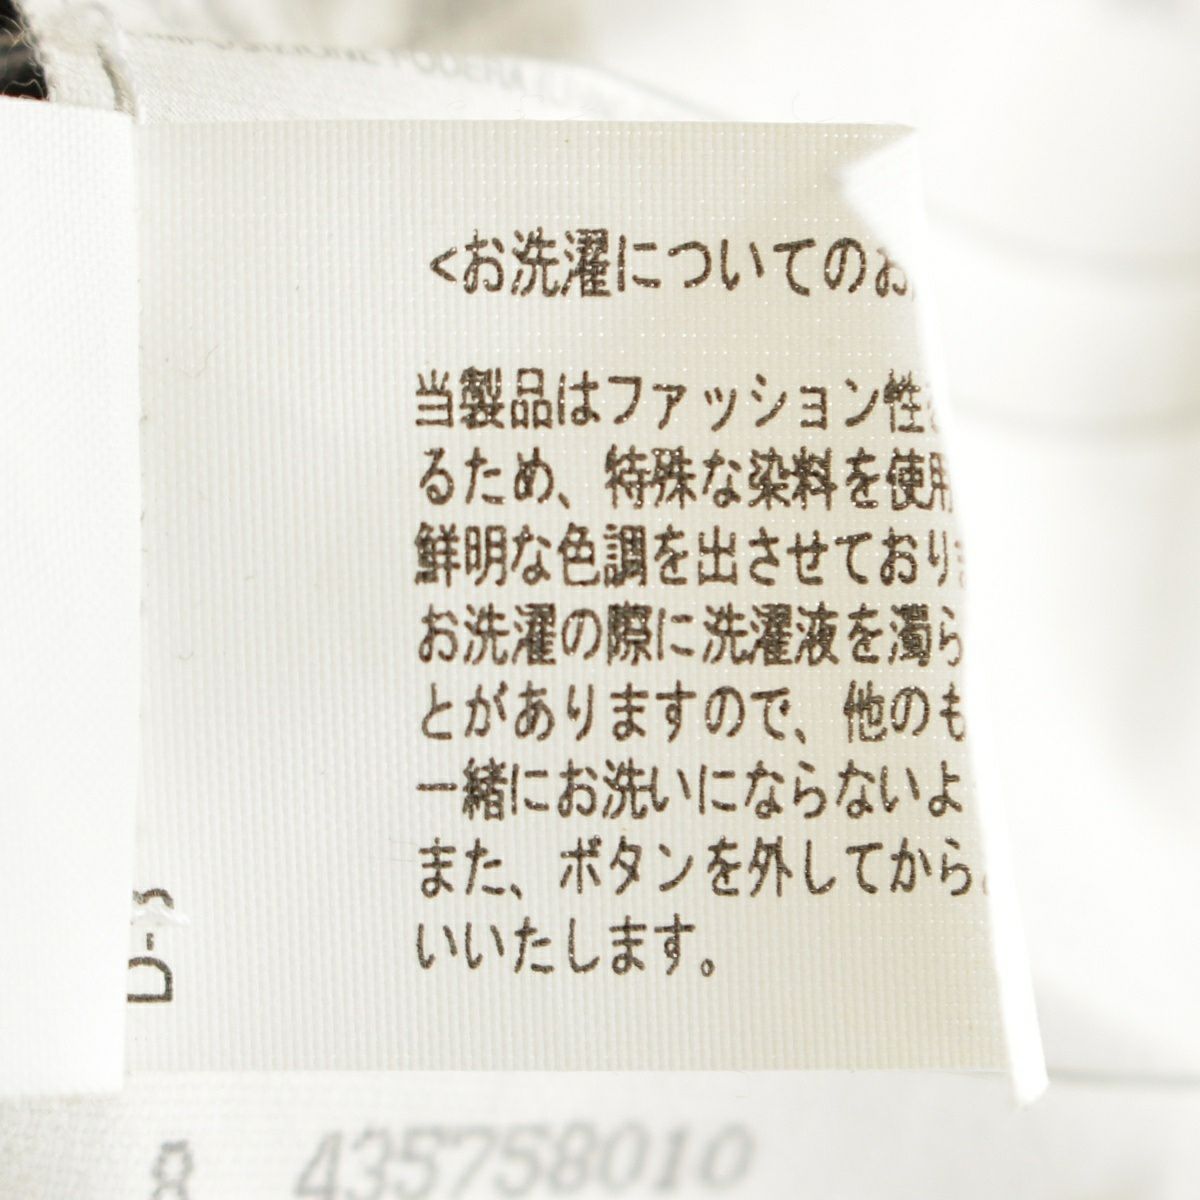 FODERA
<お洗濯についてのお
当製品はファッション性
るため、特殊な染料を使用
鮮明な色調を出させており
お洗濯の際に洗濯液を濁ら
とがありますので、他のも
一緒にお洗いにならないよ
また、ボタンを外してから
いいたします。
D-3
8 435758010